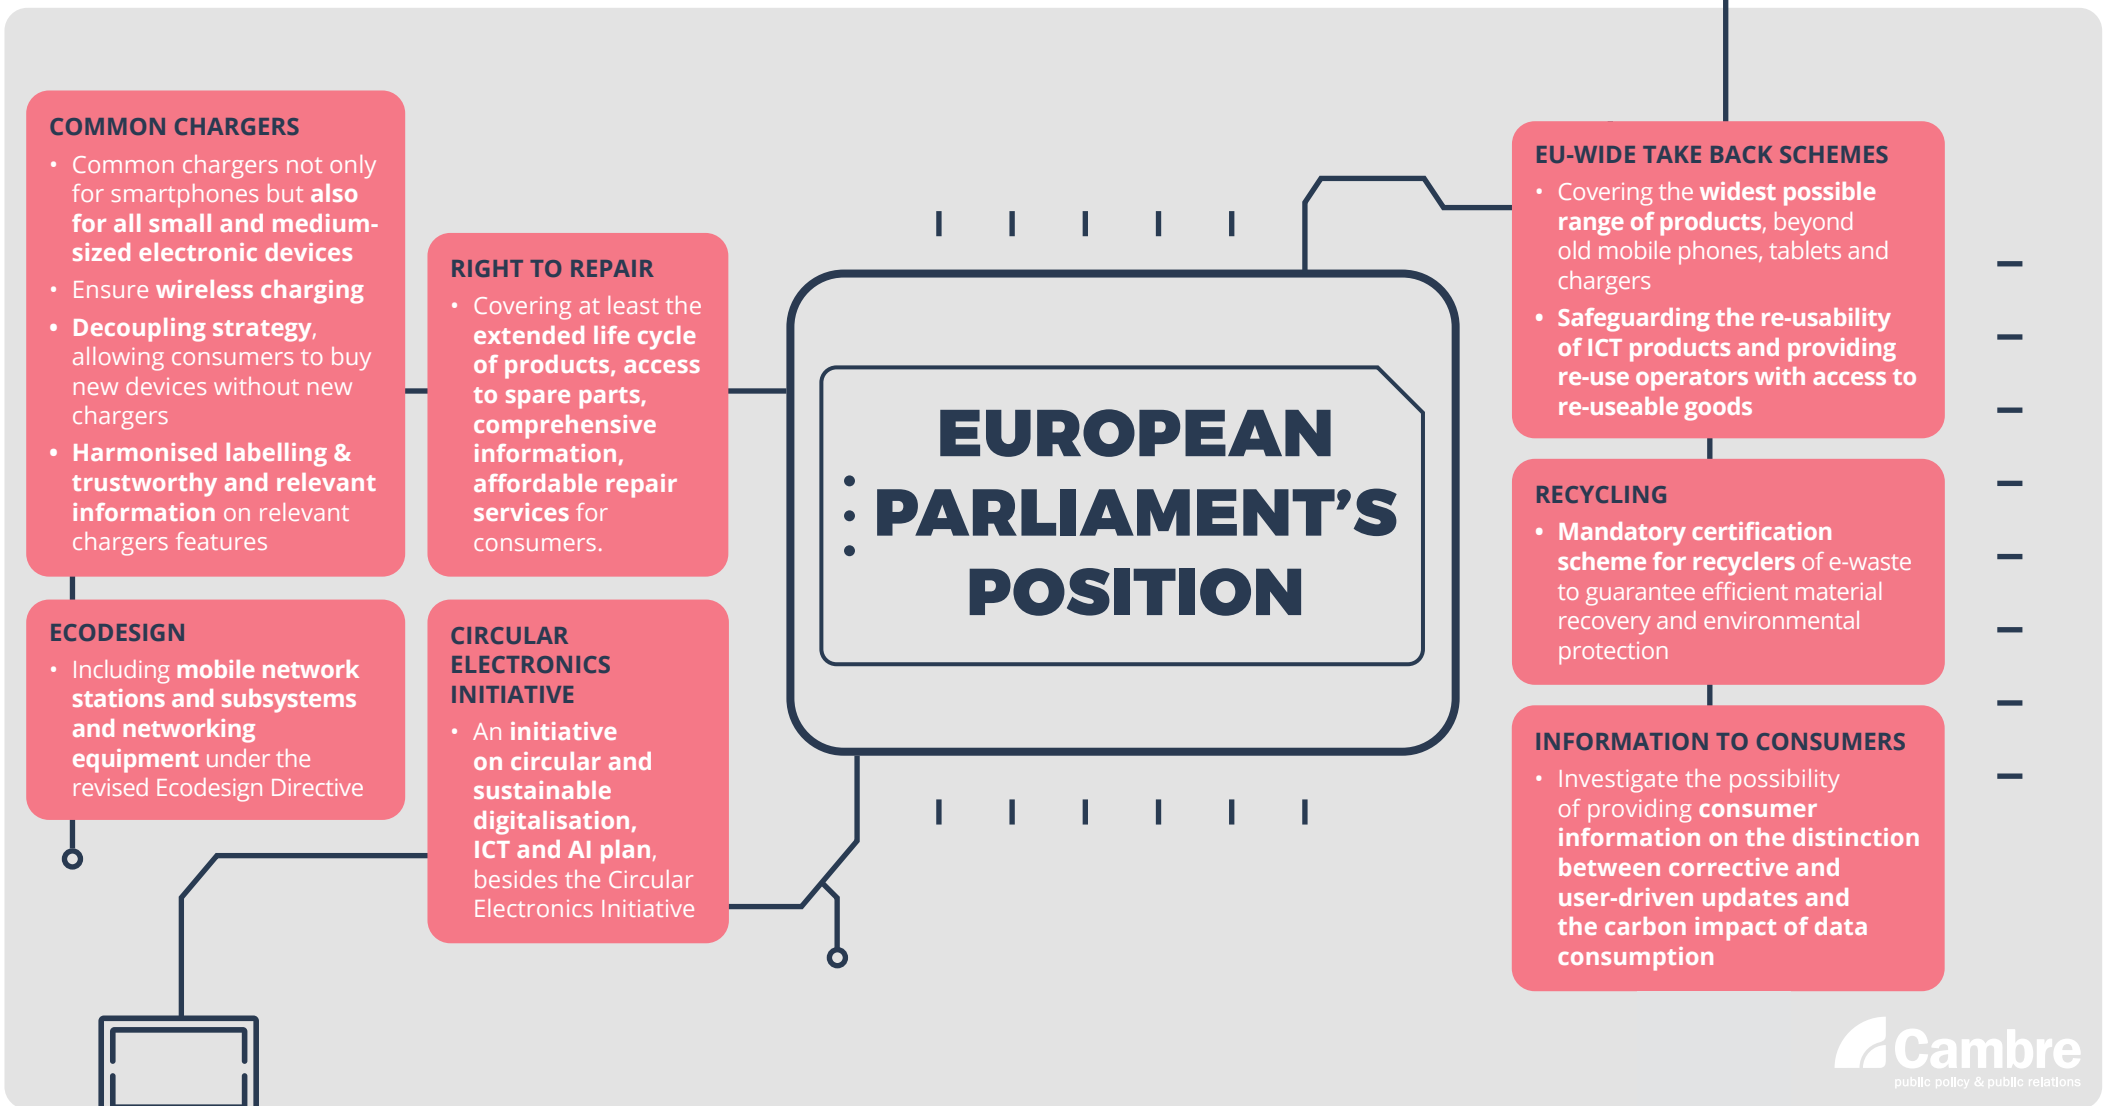 COMMON CHARGERS
• Common chargers not only
for smartphones but also
for all small and medium-
sized electronic devices
• Ensure wireless charging
• Decoupling strategy,
allowing consumers to buy
new devices without new
chargers
• Harmonised labelling &
trustworthy and relevant
information on relevant
chargers features
ECODESIGN
• Including mobile network
stations and subsystems
and networking
equipment under the
revised Ecodesign Directive
RIGHT TO REPAIR
• Covering at least the
extended life cycle
of products, access
to spare parts,
comprehensive
information,
affordable repair
services for
consumers.
CIRCULAR
ELECTRONICS
INITIATIVE
• An initiative
on circular and
sustainable
digitalisation,
ICT and AI plan,
besides the Circular
Electronics Initiative
EUROPEAN
PARLIAMENT'S
POSITION
EU-WIDE TAKE BACK SCHEMES
• Covering the widest possible
range of products, beyond
old mobile phones, tablets and
chargers
• Safeguarding the re-usability
of ICT products and providing
re-use operators with access to
re-useable goods
RECYCLING
• Mandatory certification
scheme for recyclers of e-waste
to guarantee efficient material
recovery and environmental
protection
INFORMATION TO CONSUMERS
• Investigate the possibility
of providing consumer
information on the distinction
between corrective and
user-driven updates and
the carbon impact of data
consumption
Cambre
public policy & public relations